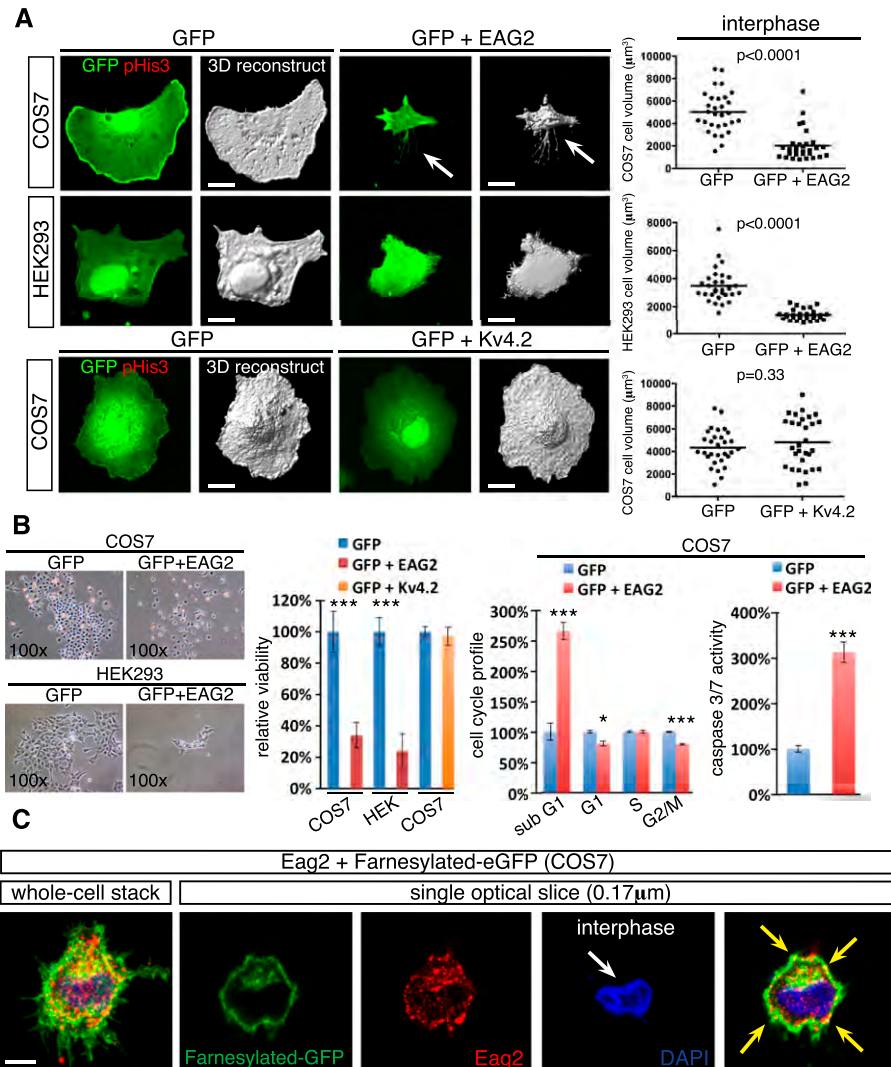 A
GFP
GFP + EAG2
interphase
COS7
GFP pHis3
3D reconstruct
COS7 cell volume (µm³)
10000
8000
6000
4000
2000
0
p<0.0001
GFP
GFP + EAG2
HEK293
HEK293 cell volume (µm³)
8000
6000
4000
2000
0
p<0.0001
GFP
GFP + EAG2
GFP
GFP + Kv4.2
COS7
GFP pHis3
3D reconstruct
COS7 cell volume (µm³)
10000
8000
6000
4000
2000
0
p=0.33
GFP
GFP + Kv4.2
B
COS7
GFP
GFP+EAG2
100x
100x
HEK293
GFP
GFP+EAG2
100x
100x
GFP
GFP + EAG2
GFP + Kv4.2
relative viability
120%
100%
80%
60%
40%
20%
0%
***
***
COS7
HEK
COS7
COS7
GFP
GFP + EAG2
cell cycle profile
300%
250%
200%
150%
100%
50%
0%
***
*
***
sub G1
G1
S
G2/M
GFP
GFP + EAG2
caspase 3/7 activity
400%
300%
200%
100%
0%
***
C
Eag2 + Farnesylated-eGFP (COS7)
whole-cell stack
single optical slice (0.17µm)
interphase
Farnesylated-GFP
Eag2
DAPI